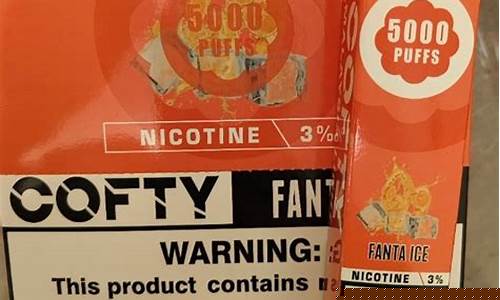 5000
PUFFS
NICOTINE 3%
COFTY FANT
WARNING:
This product contains
5000
PUFFS
FANTA ICE
NICOTINE 3%